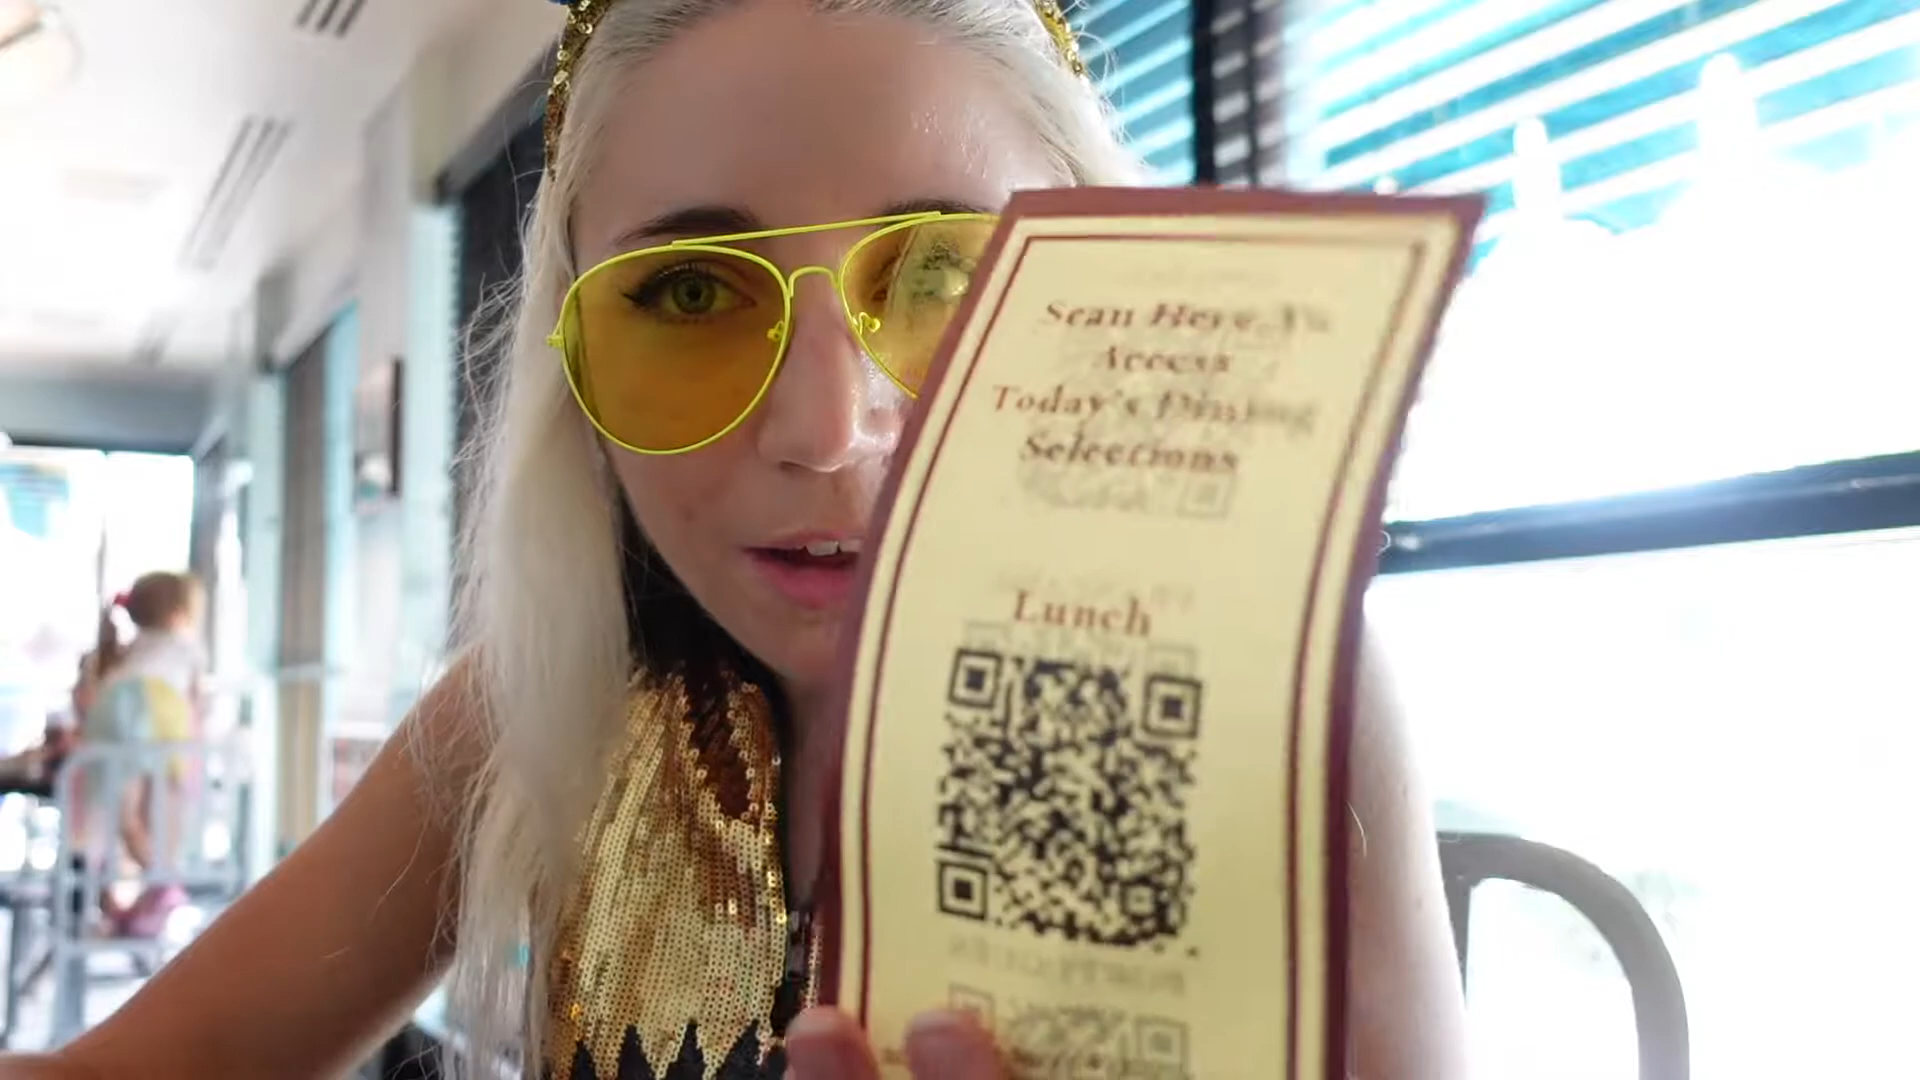 Scan Here To
Access
Today's Dining
Selections
Lunch